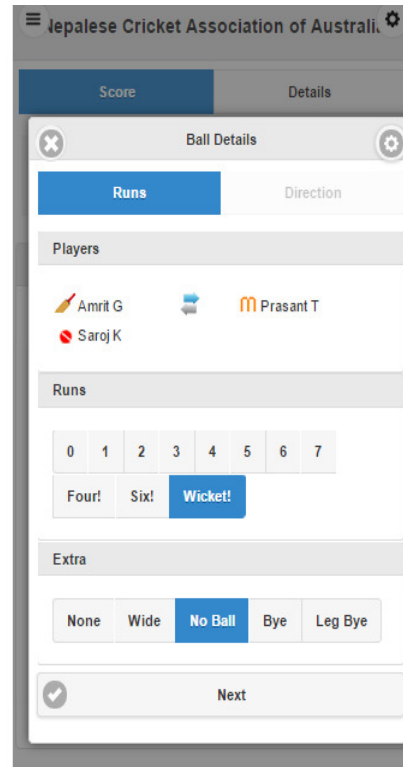 Nepalese Cricket Association of Australi
Score Details
Ball Details
Runs Direction
Players
Amrit G Prasant T
Saroj K
Runs
0 1 2 3 4 5 6 7
Four! Six! Wicket!
Extra
None Wide No Ball Bye Leg Bye
Next